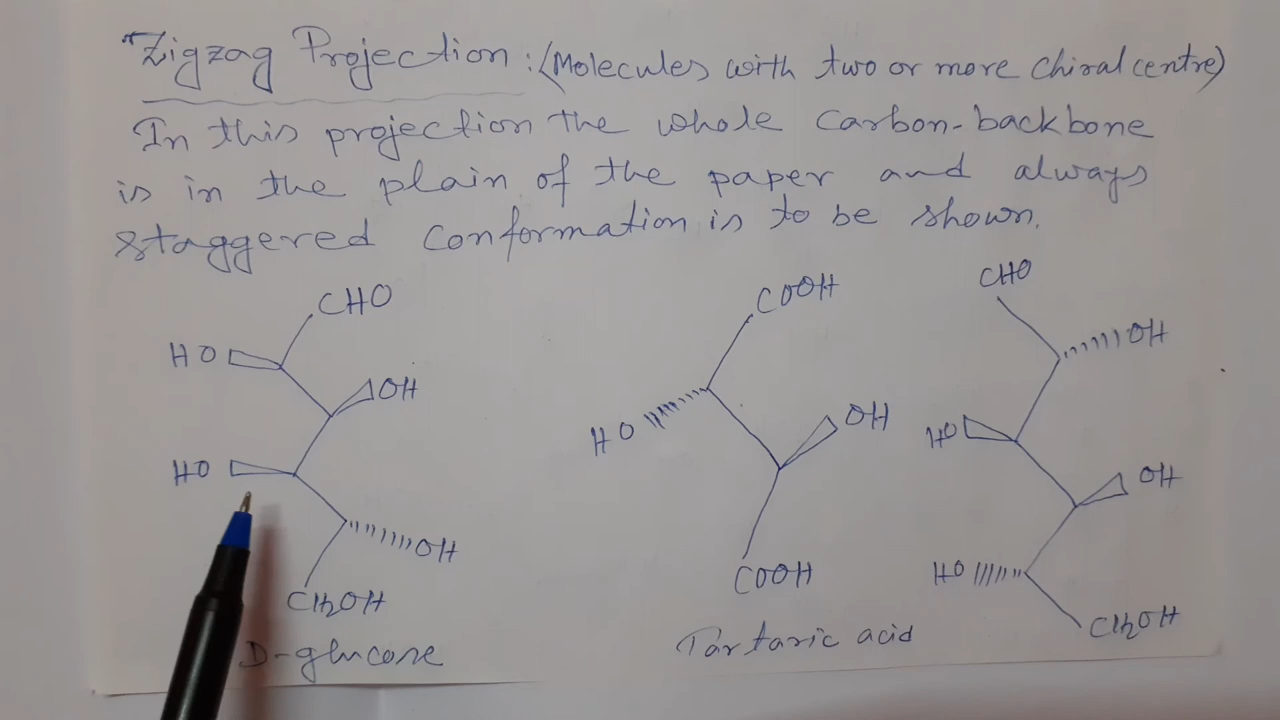 Zigzag Projection : (Molecules with two or more chiral centre)
In this projection the whole carbon-backbone
is in the plain of the paper and always
staggered conformation is to be shown.
CHO
HO
OH
HO
OH
CH2OH
D-glucose
COOH
HO
OH
COOH
Tartaric acid
CHO
OH
HO
OH
HO
CH2OH